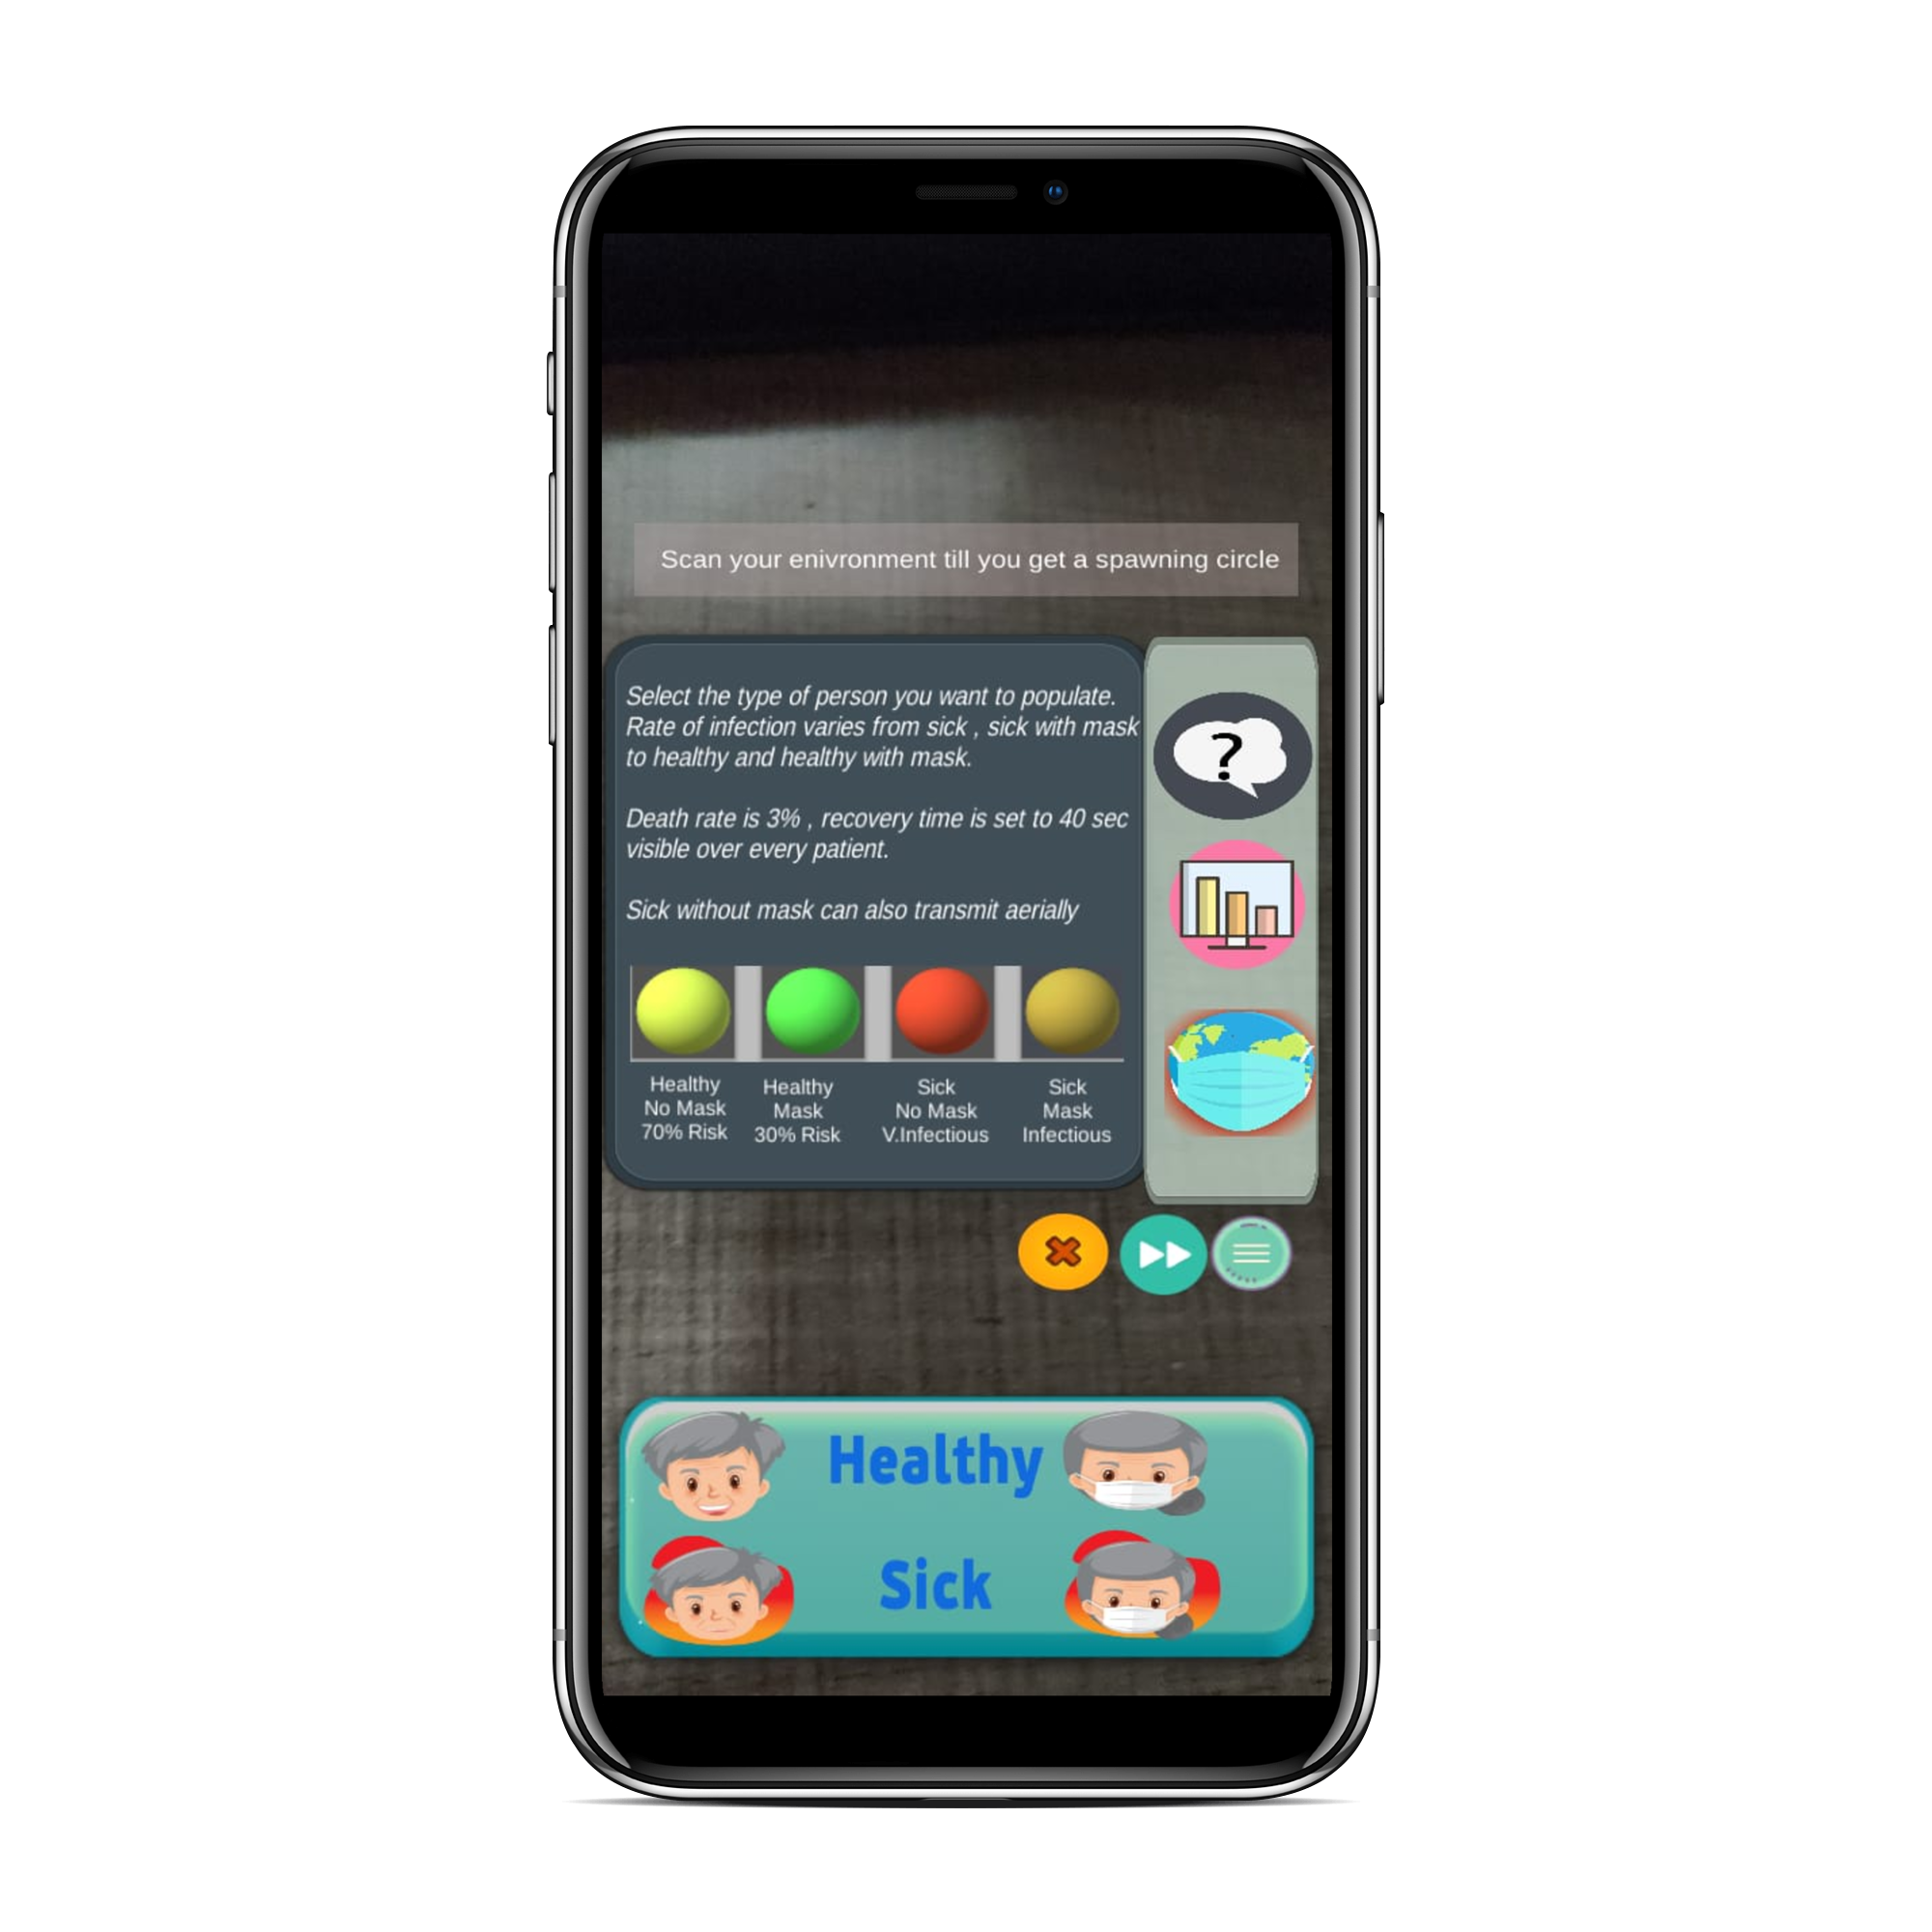 Scan your enivronment till you get a spawning circle
Select the type of person you want to populate.
Rate of infection varies from sick , sick with mask
to healthy and healthy with mask.
Death rate is 3% , recovery time is set to 40 sec
visible over every patient.
Sick without mask can also transmit aerially
?
Healthy
No Mask
70% Risk
Healthy
Mask
30% Risk
Sick
No Mask
V.Infectious
Sick
Mask
Infectious
Healthy
Sick